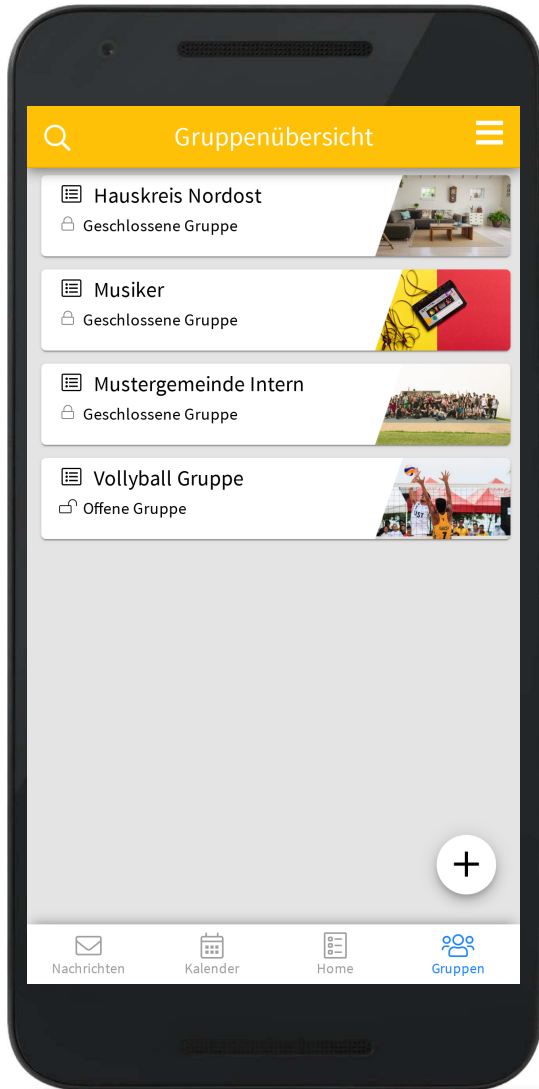 Gruppenübersicht
Hauskreis Nordost
Geschlossene Gruppe
Musiker
Geschlossene Gruppe
Mustergemeinde Intern
Geschlossene Gruppe
Vollyball Gruppe
Offene Gruppe
Nachrichten
Kalender
Home
Gruppen